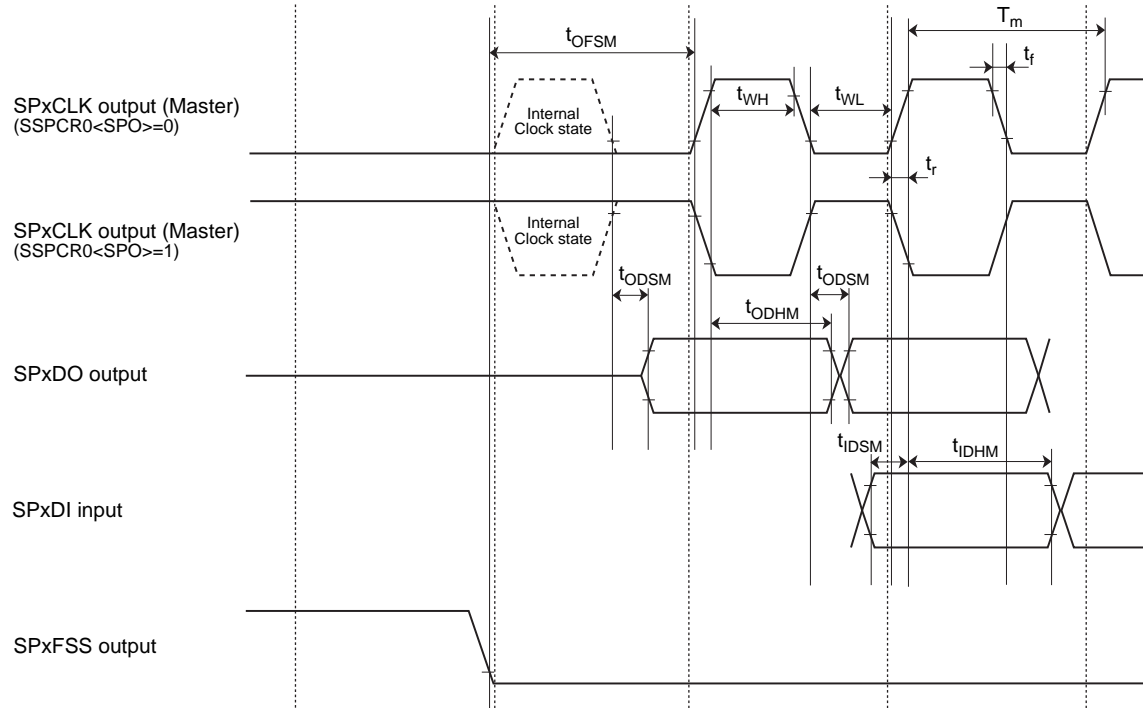 t_OFSM
T_m
t_f
SPxCLK output (Master)
(SSPCR0<SPO>=0)
Internal
Clock state
t_WH
t_WL
t_r
SPxCLK output (Master)
(SSPCR0<SPO>=1)
Internal
Clock state
t_ODSM
t_ODSM
t_ODHM
SPxDO output
t_IDSM
t_IDHM
SPxDI input
SPxFSS output